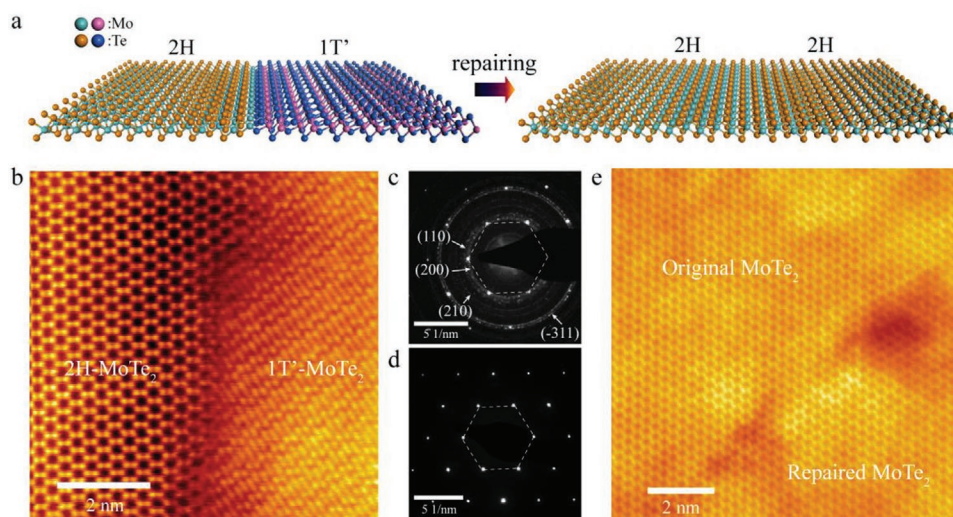 a
:Mo
:Te
2H
1T’
repairing
2H
2H
b
2H-MoTe₂
1T’-MoTe₂
2 nm
c
(110)
(200)
(210)
(-311)
5 1/nm
d
5 1/nm
e
Original MoTe₂
Repaired MoTe₂
2 nm